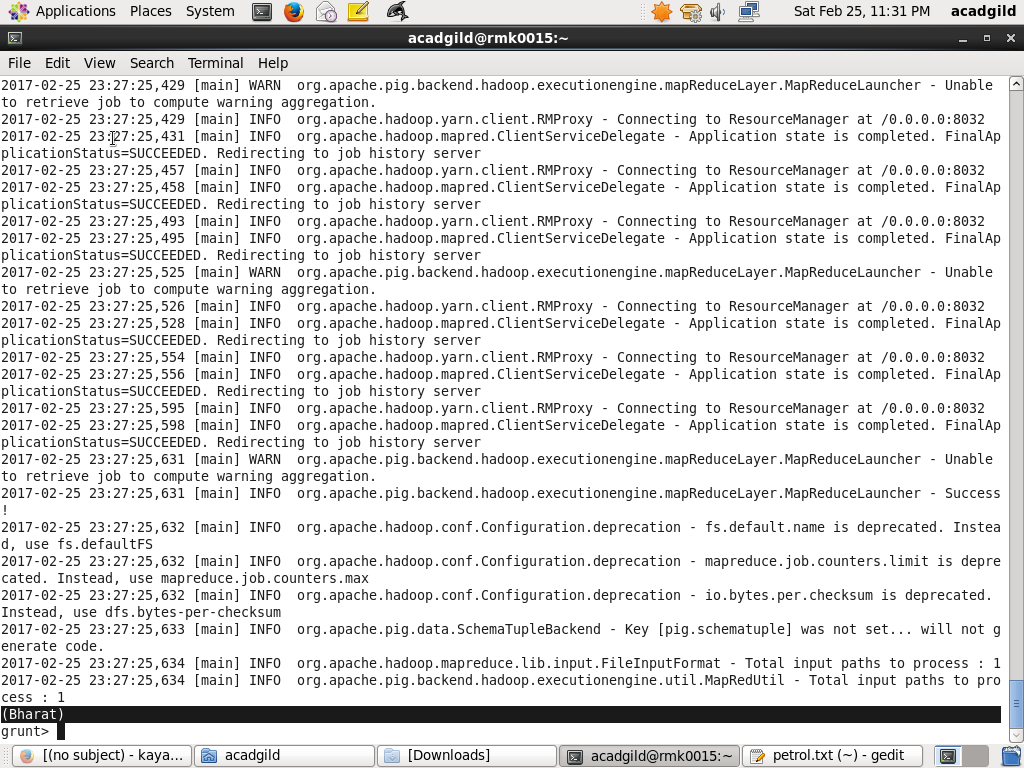 Applications Places System Sat Feb 25, 11:31 PM acadgild
acadgild@rmk0015:~
File Edit View Search Terminal Help
2017-02-25 23:27:25,429 [main] WARN  org.apache.pig.backend.hadoop.executionengine.mapReduceLayer.MapReduceLauncher - Unable
to retrieve job to compute warning aggregation.
2017-02-25 23:27:25,429 [main] INFO  org.apache.hadoop.yarn.client.RMProxy - Connecting to ResourceManager at /0.0.0.0:8032
2017-02-25 23:27:25,431 [main] INFO  org.apache.hadoop.mapred.ClientServiceDelegate - Application state is completed. FinalAp
plicationStatus=SUCCEEDED. Redirecting to job history server
2017-02-25 23:27:25,457 [main] INFO  org.apache.hadoop.yarn.client.RMProxy - Connecting to ResourceManager at /0.0.0.0:8032
2017-02-25 23:27:25,458 [main] INFO  org.apache.hadoop.mapred.ClientServiceDelegate - Application state is completed. FinalAp
plicationStatus=SUCCEEDED. Redirecting to job history server
2017-02-25 23:27:25,493 [main] INFO  org.apache.hadoop.yarn.client.RMProxy - Connecting to ResourceManager at /0.0.0.0:8032
2017-02-25 23:27:25,495 [main] INFO  org.apache.hadoop.mapred.ClientServiceDelegate - Application state is completed. FinalAp
plicationStatus=SUCCEEDED. Redirecting to job history server
2017-02-25 23:27:25,525 [main] WARN  org.apache.pig.backend.hadoop.executionengine.mapReduceLayer.MapReduceLauncher - Unable
to retrieve job to compute warning aggregation.
2017-02-25 23:27:25,526 [main] INFO  org.apache.hadoop.yarn.client.RMProxy - Connecting to ResourceManager at /0.0.0.0:8032
2017-02-25 23:27:25,528 [main] INFO  org.apache.hadoop.mapred.ClientServiceDelegate - Application state is completed. FinalAp
plicationStatus=SUCCEEDED. Redirecting to job history server
2017-02-25 23:27:25,554 [main] INFO  org.apache.hadoop.yarn.client.RMProxy - Connecting to ResourceManager at /0.0.0.0:8032
2017-02-25 23:27:25,556 [main] INFO  org.apache.hadoop.mapred.ClientServiceDelegate - Application state is completed. FinalAp
plicationStatus=SUCCEEDED. Redirecting to job history server
2017-02-25 23:27:25,595 [main] INFO  org.apache.hadoop.yarn.client.RMProxy - Connecting to ResourceManager at /0.0.0.0:8032
2017-02-25 23:27:25,598 [main] INFO  org.apache.hadoop.mapred.ClientServiceDelegate - Application state is completed. FinalAp
plicationStatus=SUCCEEDED. Redirecting to job history server
2017-02-25 23:27:25,631 [main] WARN  org.apache.pig.backend.hadoop.executionengine.mapReduceLayer.MapReduceLauncher - Unable
to retrieve job to compute warning aggregation.
2017-02-25 23:27:25,631 [main] INFO  org.apache.pig.backend.hadoop.executionengine.mapReduceLayer.MapReduceLauncher - Success
!
2017-02-25 23:27:25,632 [main] INFO  org.apache.hadoop.conf.Configuration.deprecation - fs.default.name is deprecated. Instea
d, use fs.defaultFS
2017-02-25 23:27:25,632 [main] INFO  org.apache.hadoop.conf.Configuration.deprecation - mapreduce.job.counters.limit is depre
cated. Instead, use mapreduce.job.counters.max
2017-02-25 23:27:25,632 [main] INFO  org.apache.hadoop.conf.Configuration.deprecation - io.bytes.per.checksum is deprecated.
Instead, use dfs.bytes-per-checksum
2017-02-25 23:27:25,633 [main] INFO  org.apache.pig.data.SchemaTupleBackend - Key [pig.schematuple] was not set... will not g
enerate code.
2017-02-25 23:27:25,634 [main] INFO  org.apache.hadoop.mapreduce.lib.input.FileInputFormat - Total input paths to process : 1
2017-02-25 23:27:25,634 [main] INFO  org.apache.pig.backend.hadoop.executionengine.util.MapRedUtil - Total input paths to pro
cess : 1
(Bharat)
grunt>
[(no subject) - kaya... acadgild [Downloads] acadgild@rmk0015:~ petrol.txt (~) - gedit